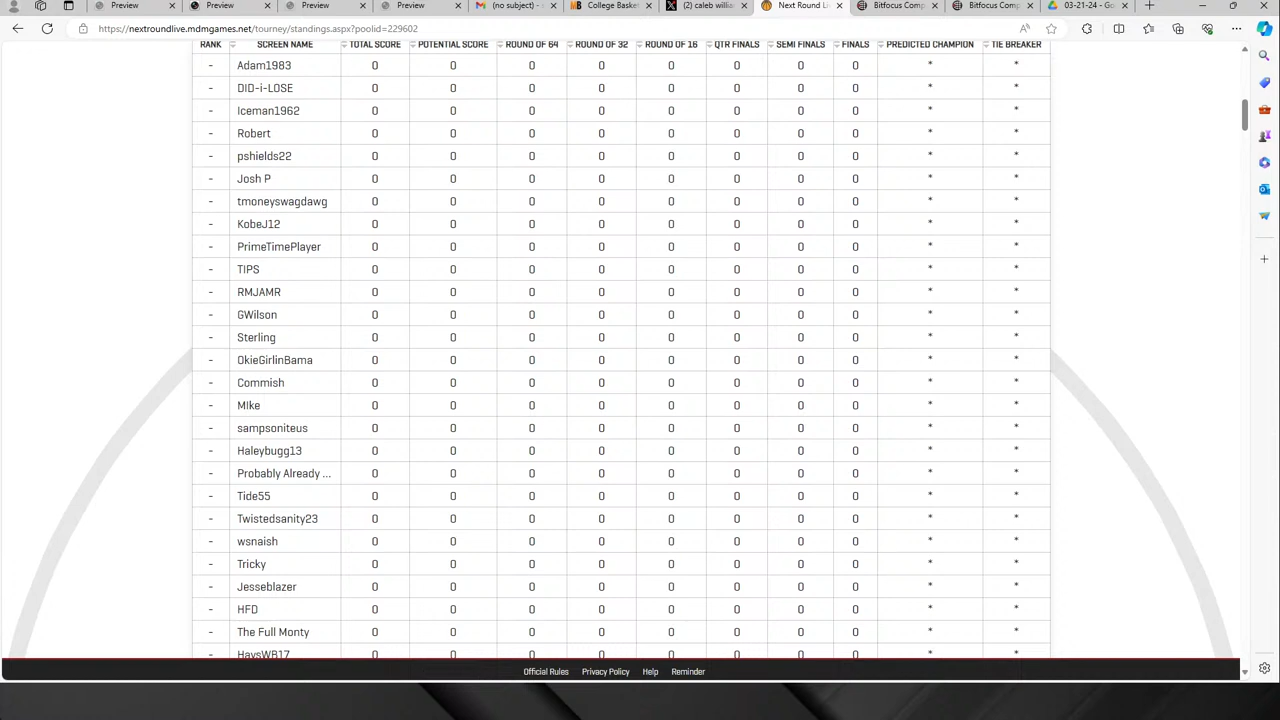 Preview
Preview
Preview
Preview
(no subject) -
College Basket
(2) caleb willia
Next Round Liv
Bitfocus Comp
Bitfocus Comp
03-21-24 - Go
https://nextroundlive.mdmgames.net/tourney/standings.aspx?poolid=229602
RANK SCREEN NAME TOTAL SCORE POTENTIAL SCORE ROUND OF 64 ROUND OF 32 ROUND OF 16 QTR FINALS SEMI FINALS FINALS PREDICTED CHAMPION TIE BREAKER
- Adam1983 0 0 0 0 0 0 0 0 * *
- DID-i-LOSE 0 0 0 0 0 0 0 0 * *
- Iceman1962 0 0 0 0 0 0 0 0 * *
- Robert 0 0 0 0 0 0 0 0 * *
- pshields22 0 0 0 0 0 0 0 0 * *
- Josh P 0 0 0 0 0 0 0 0 * *
- tmoneyswagdawg 0 0 0 0 0 0 0 0 * *
- KobeJ12 0 0 0 0 0 0 0 0 * *
- PrimeTimePlayer 0 0 0 0 0 0 0 0 * *
- TIPS 0 0 0 0 0 0 0 0 * *
- RMJAMR 0 0 0 0 0 0 0 0 * *
- GWilson 0 0 0 0 0 0 0 0 * *
- Sterling 0 0 0 0 0 0 0 0 * *
- OkieGirlinBama 0 0 0 0 0 0 0 0 * *
- Commish 0 0 0 0 0 0 0 0 * *
- MIke 0 0 0 0 0 0 0 0 * *
- sampsoniteus 0 0 0 0 0 0 0 0 * *
- Haleybugg13 0 0 0 0 0 0 0 0 * *
- Probably Already ... 0 0 0 0 0 0 0 0 * *
- Tide55 0 0 0 0 0 0 0 0 * *
- Twistedsanity23 0 0 0 0 0 0 0 0 * *
- wsnaish 0 0 0 0 0 0 0 0 * *
- Tricky 0 0 0 0 0 0 0 0 * *
- Jesseblazer 0 0 0 0 0 0 0 0 * *
- HFD 0 0 0 0 0 0 0 0 * *
- The Full Monty 0 0 0 0 0 0 0 0 * *
- HaysWB17 0 0 0 0 0 0 0 0 * *
Official Rules Privacy Policy Help Reminder